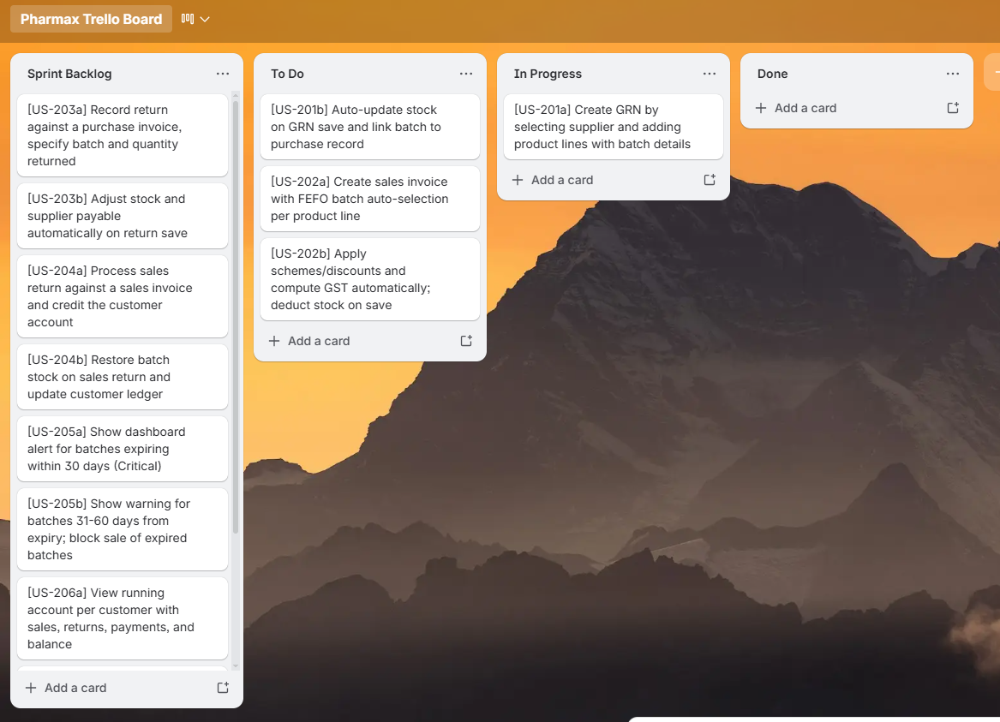 Pharmax Trello Board
Sprint Backlog
[US-203a] Record return
against a purchase invoice,
specify batch and quantity
returned
[US-203b] Adjust stock and
supplier payable
automatically on return save
[US-204a] Process sales
return against a sales invoice
and credit the customer
account
[US-204b] Restore batch
stock on sales return and
update customer ledger
[US-205a] Show dashboard
alert for batches expiring
within 30 days (Critical)
[US-205b] Show warning for
batches 31-60 days from
expiry; block sale of expired
batches
[US-206a] View running
account per customer with
sales, returns, payments, and
balance
Add a card
To Do
[US-201b] Auto-update stock
on GRN save and link batch to
purchase record
[US-202a] Create sales invoice
with FEFO batch auto-selection
per product line
[US-202b] Apply
schemes/discounts and
compute GST automatically;
deduct stock on save
Add a card
In Progress
[US-201a] Create GRN by
selecting supplier and adding
product lines with batch details
Add a card
Done
Add a card